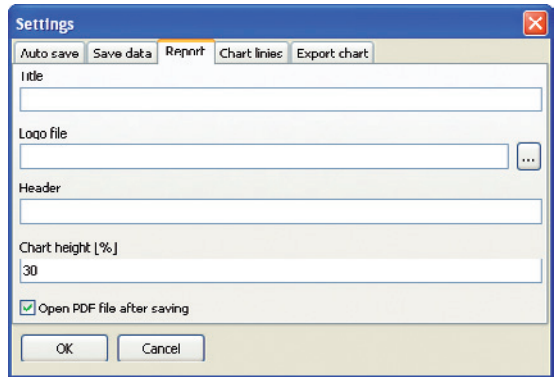 Settings
Auto save Save data Report Chart linies Export chart
Title
Logo file
...
Header
Chart height [%]
30
Open PDF file after saving
OK Cancel